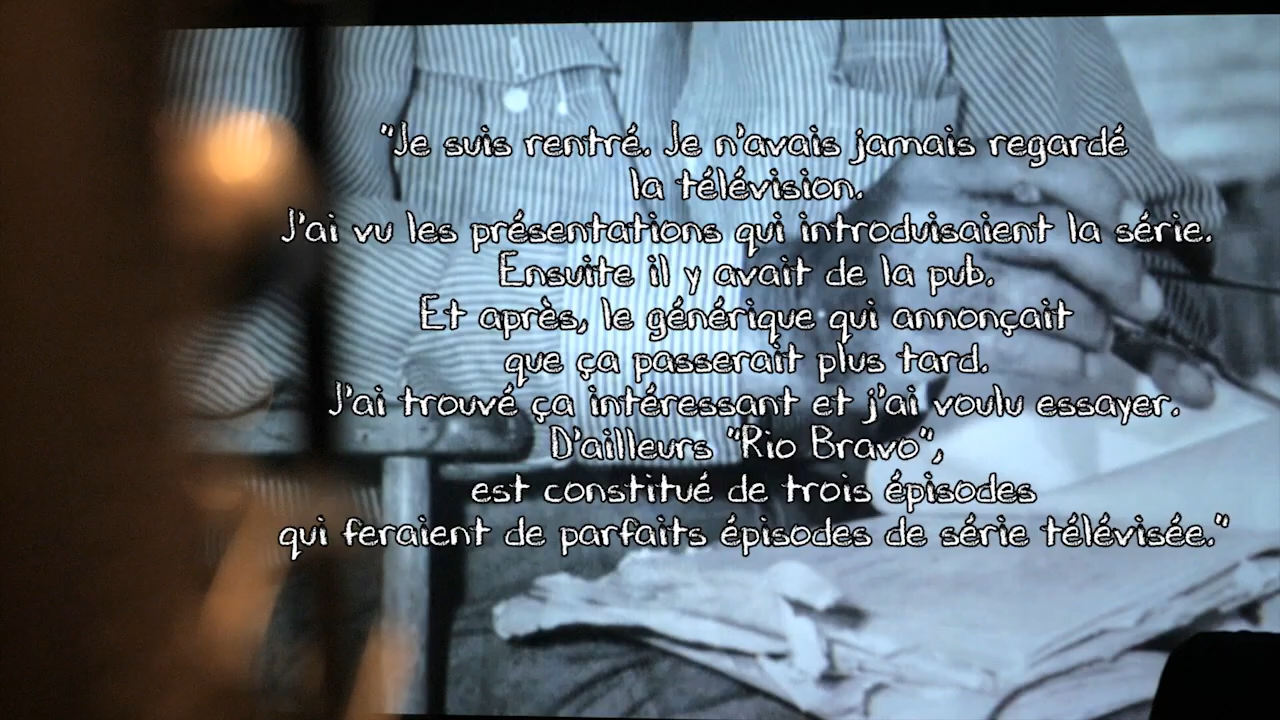 "Je suis rentré. Je n'avais jamais regardé
la télévision.
J'ai vu les présentations qui introduisaient la série.
Ensuite il y avait de la pub.
Et après, le générique qui annonçait
que ça passerait plus tard.
J'ai trouvé ça intéressant et j'ai voulu essayer.
D'ailleurs "Rio Bravo",
est constitué de trois épisodes
qui feraient de parfaits épisodes de série télévisée."